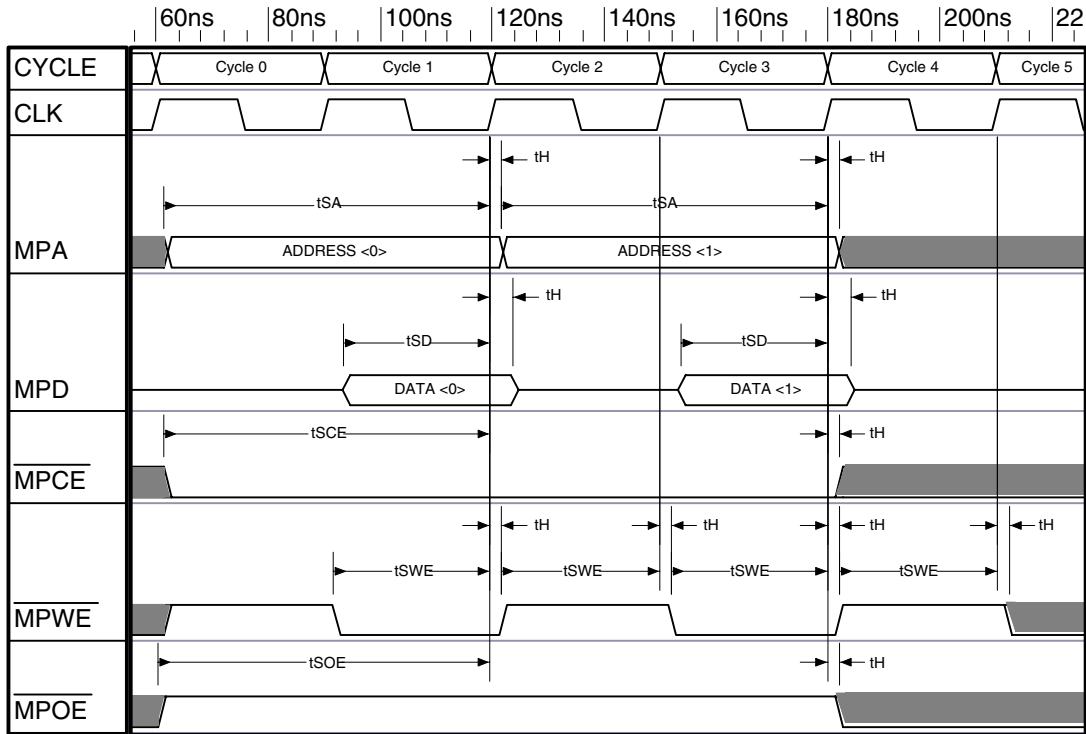 60ns 80ns 100ns 120ns 140ns 160ns 180ns 200ns 22
CYCLE Cycle 0 Cycle 1 Cycle 2 Cycle 3 Cycle 4 Cycle 5
CLK
tH tH
tSA tSA
MPA ADDRESS <0> ADDRESS <1>
tH tH
tSD tSD
MPD DATA <0> DATA <1>
tSCE tH
MPCE
tH tH tH tH
tSWE tSWE tSWE tSWE
MPWE
tSOE tH
MPOE